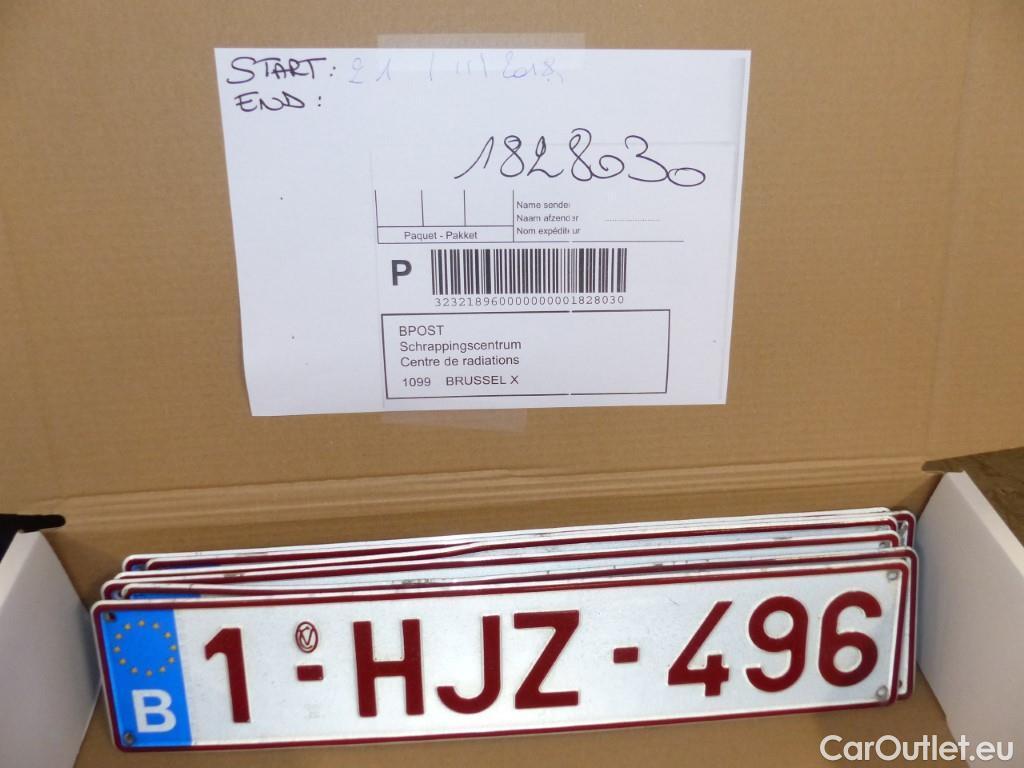 START: 21 / 11 / 2018
END:
1828030
Name sender
Naam afzender
Nom expéditeur
Paquet - Pakket
P
3232189600000000001828030
BPOST
Schrappingscentrum
Centre de radiations
1099 BRUSSEL X
B 1-HJZ-496
CarOutlet.eu